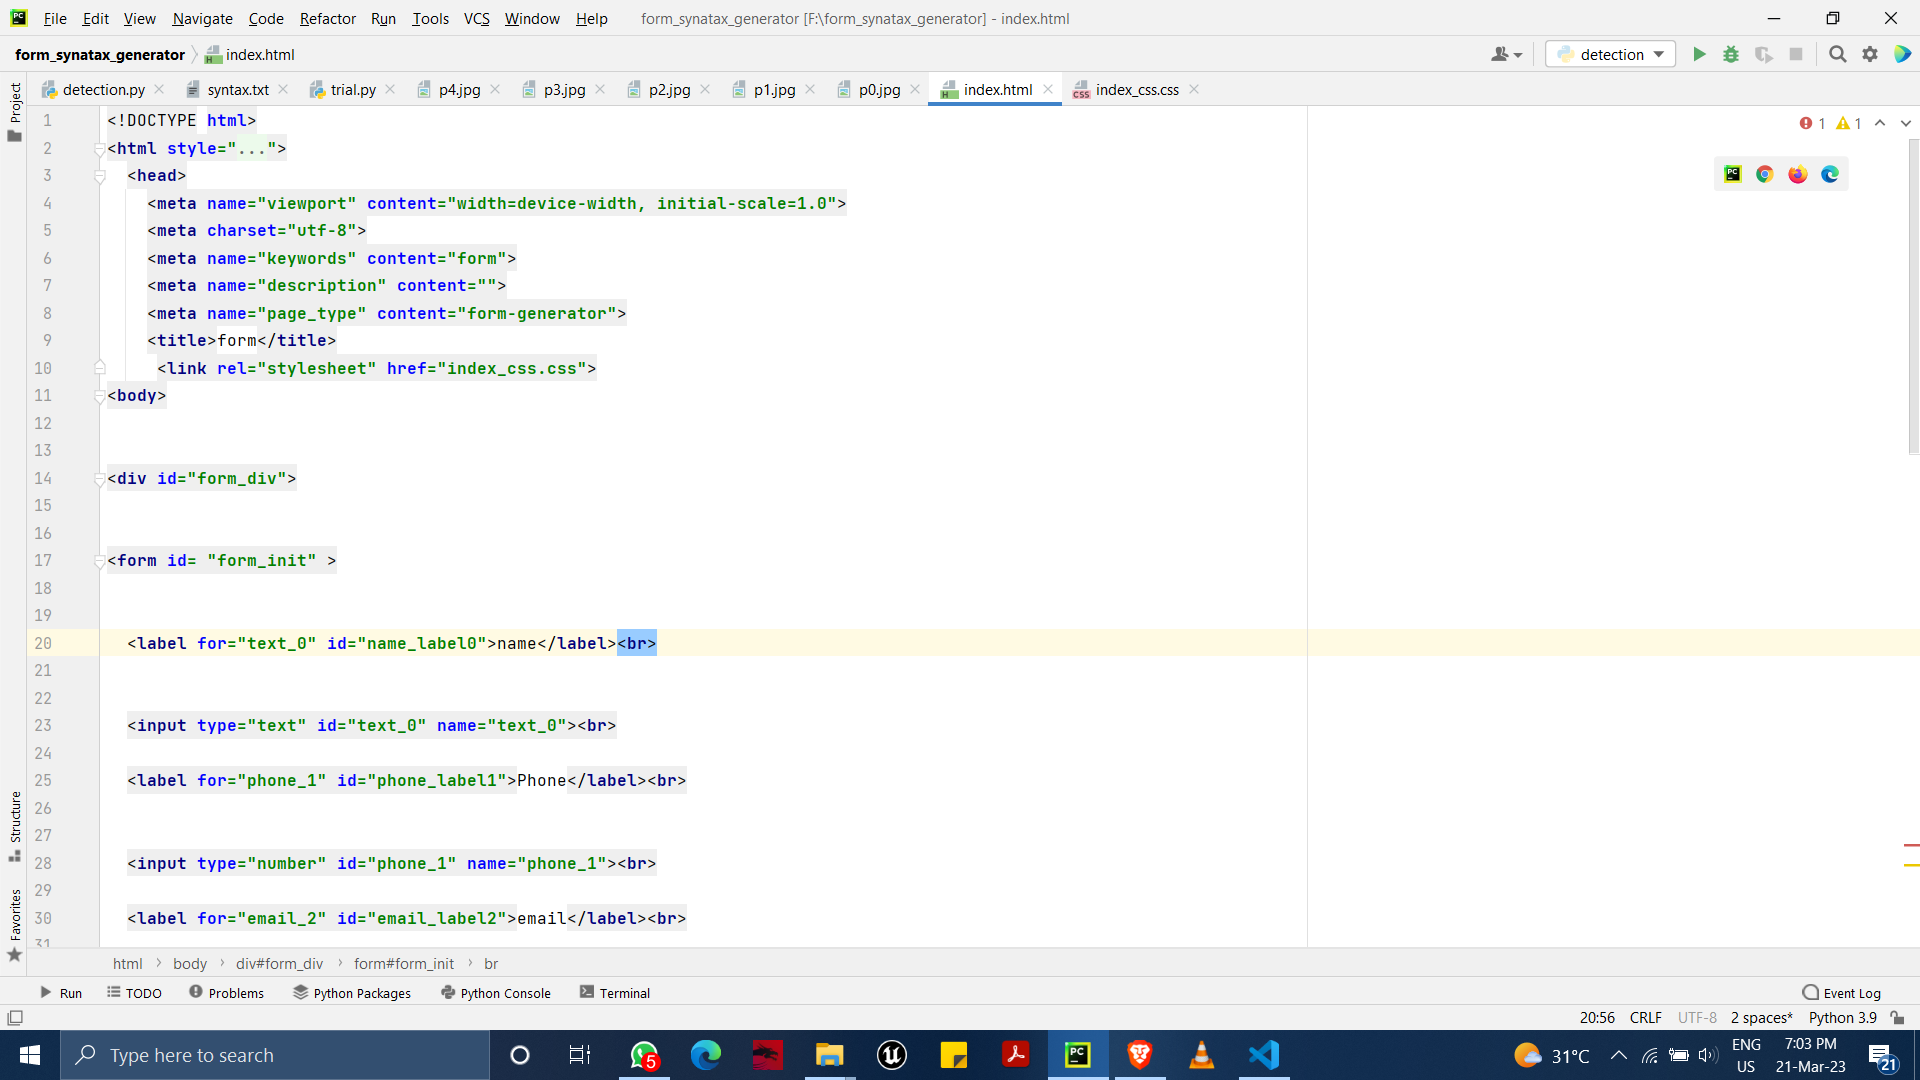 File Edit View Navigate Code Refactor Run Tools VCS Window Help form_synatax_generator [F:\form_synatax_generator] - index.html
form_synatax_generator index.html detection
Project detection.py syntax.txt trial.py p4.jpg p3.jpg p2.jpg p1.jpg p0.jpg index.html index_css.css
1 <!DOCTYPE html> 1 1
2 <html style="...">
3 <head>
4 <meta name="viewport" content="width=device-width, initial-scale=1.0">
5 <meta charset="utf-8">
6 <meta name="keywords" content="form">
7 <meta name="description" content="">
8 <meta name="page_type" content="form-generator">
9 <title>form</title>
10 <link rel="stylesheet" href="index_css.css">
11 <body>
12
13
14 <div id="form_div">
15
16
17 <form id= "form_init" >
18
19
20 <label for="text_0" id="name_label0">name</label><br>
21
22
23 <input type="text" id="text_0" name="text_0"><br>
24
25 <label for="phone_1" id="phone_label1">Phone</label><br>
26
27
28 <input type="number" id="phone_1" name="phone_1"><br>
29
30 <label for="email_2" id="email_label2">email</label><br>
31
Structure
Favorites
html body div#form_div form#form_init br
Run TODO Problems Python Packages Python Console Terminal Event Log
20:56 CRLF UTF-8 2 spaces* Python 3.9
Type here to search 5 PC 31°C ENG US 7:03 PM 21-Mar-23 21